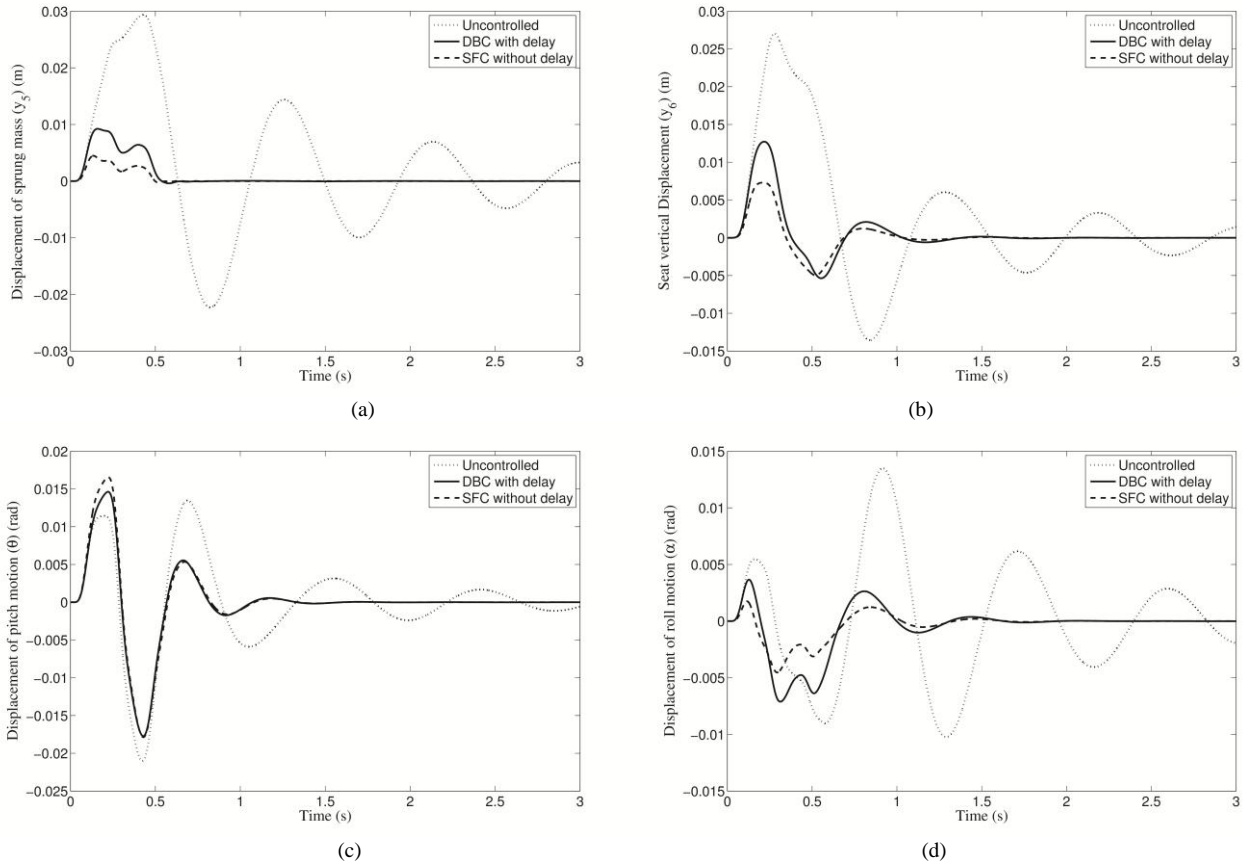 0.03
0.02
0.01
0
−0.01
−0.02
−0.03
Displacement of sprung mass (y5) (m)
Uncontrolled
DBC with delay
SFC without delay
0 0.5 1 1.5 2 2.5 3
Time (s)
(a)
0.03
0.025
0.02
0.015
0.01
0.005
0
−0.005
−0.01
−0.015
Seat vertical Displacement (y6) (m)
Uncontrolled
DBC with delay
SFC without delay
0 0.5 1 1.5 2 2.5 3
Time (s)
(b)
0.02
0.015
0.01
0.005
0
−0.005
−0.01
−0.015
−0.02
−0.025
Displacement of pitch motion (θ) (rad)
Uncontrolled
DBC with delay
SFC without delay
0 0.5 1 1.5 2 2.5 3
Time (s)
(c)
0.015
0.01
0.005
0
−0.005
−0.01
−0.015
Displacement of roll motion (α) (rad)
Uncontrolled
DBC with delay
SFC without delay
0 0.5 1 1.5 2 2.5 3
Time (s)
(d)